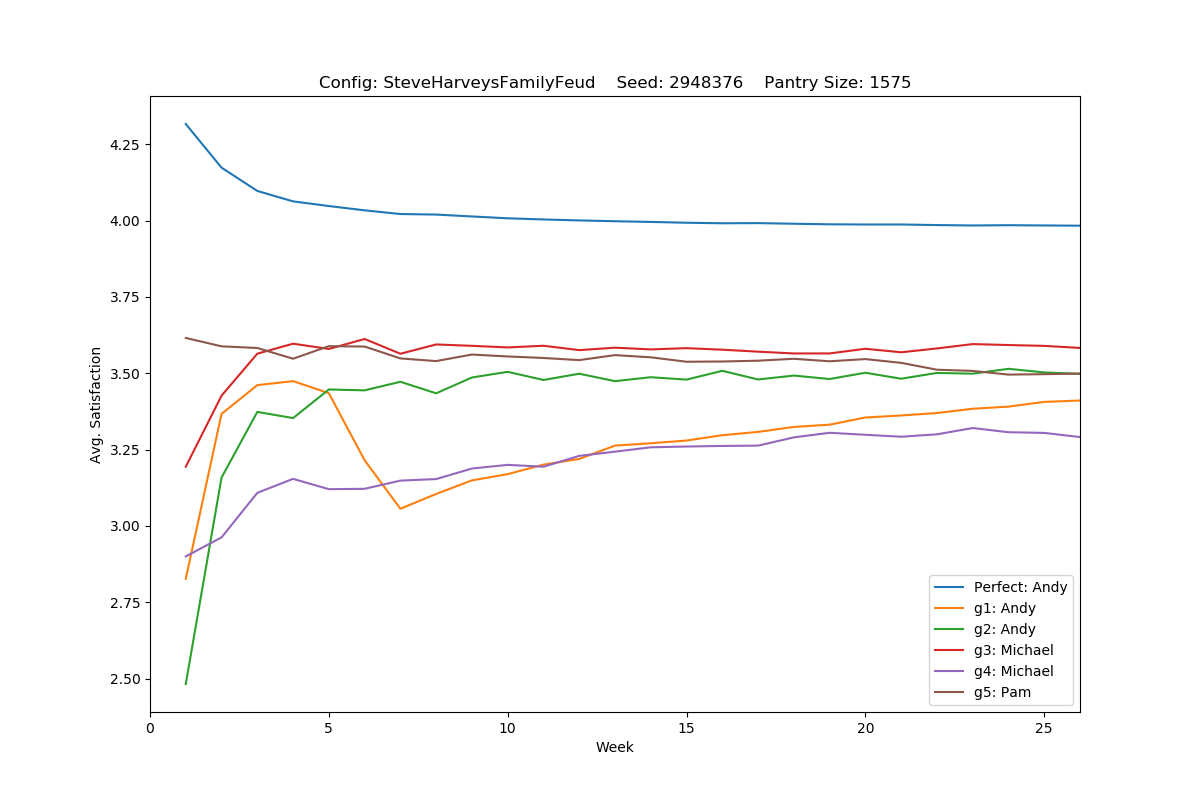 Config: SteveHarveysFamilyFeud    Seed: 2948376    Pantry Size: 1575
4.25
4.00
3.75
3.50
3.25
3.00
2.75
2.50
Avg. Satisfaction
Perfect: Andy
g1: Andy
g2: Andy
g3: Michael
g4: Michael
g5: Pam
0 5 10 15 20 25
Week